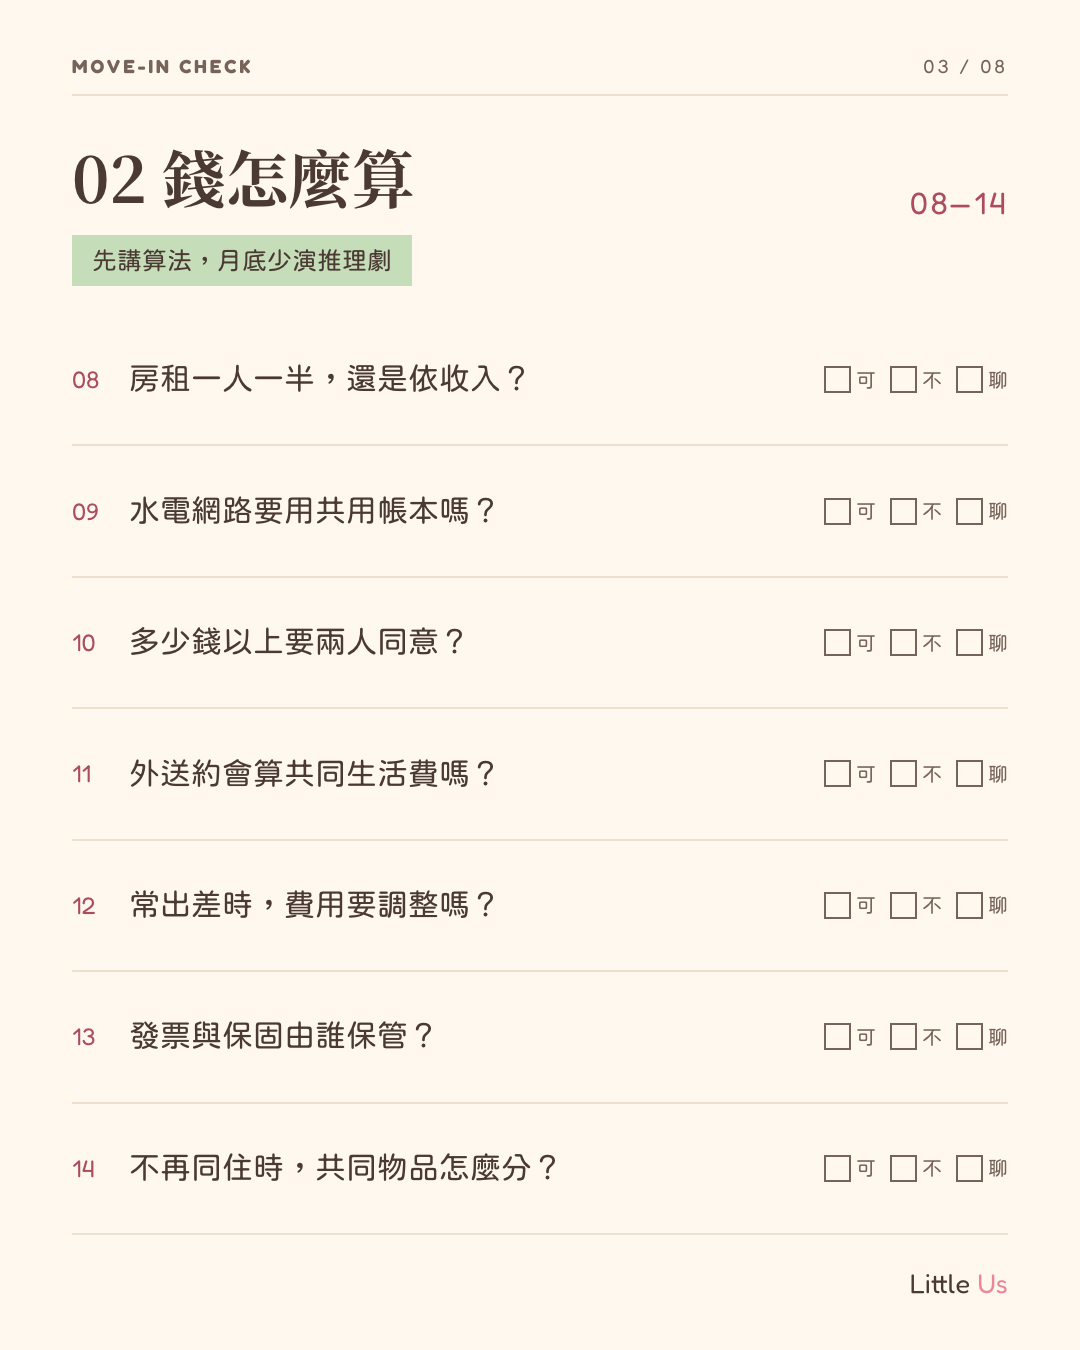 MOVE-IN CHECK 03 / 08
02 錢怎麼算 08–14
先講算法，月底少演推理劇
08 房租一人一半，還是依收入？ 可 不 聊
09 水電網路要用共用帳本嗎？ 可 不 聊
10 多少錢以上要兩人同意？ 可 不 聊
11 外送約會算共同生活費嗎？ 可 不 聊
12 常出差時，費用要調整嗎？ 可 不 聊
13 發票與保固由誰保管？ 可 不 聊
14 不再同住時，共同物品怎麼分？ 可 不 聊
Little Us